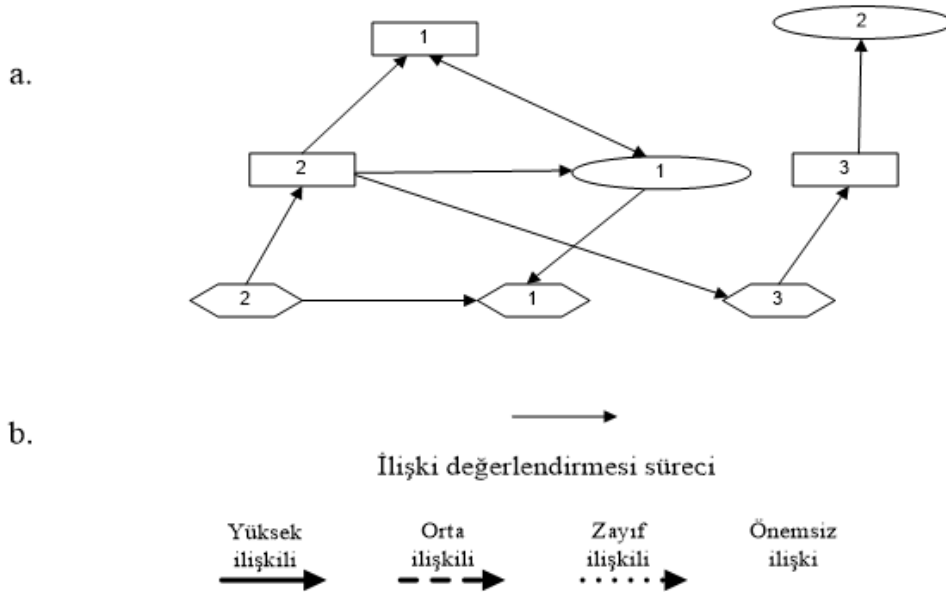 1
2
a.
2
1
3
2
1
3
b.
İlişki değerlendirmesi süreci
Yüksek ilişkili
Orta ilişkili
Zayıf ilişkili
Önemsiz ilişki